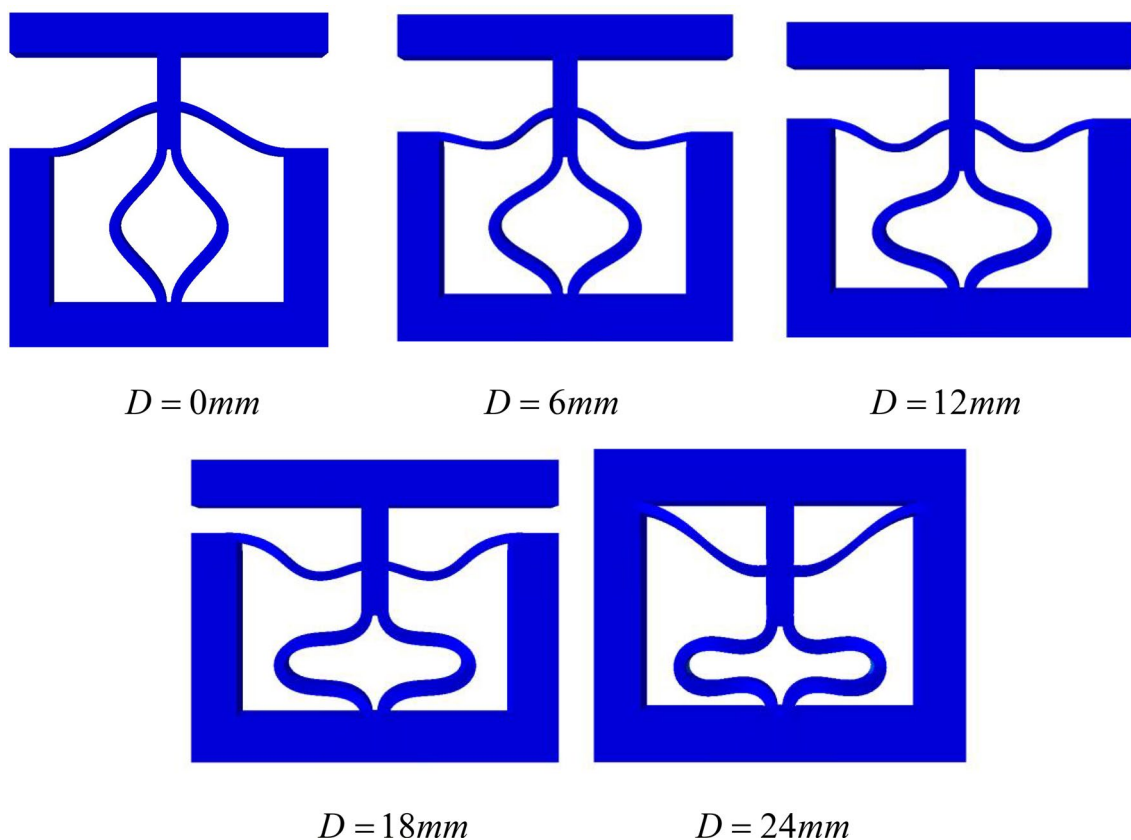 D = 0mm
D = 6mm
D = 12mm
D = 18mm
D = 24mm